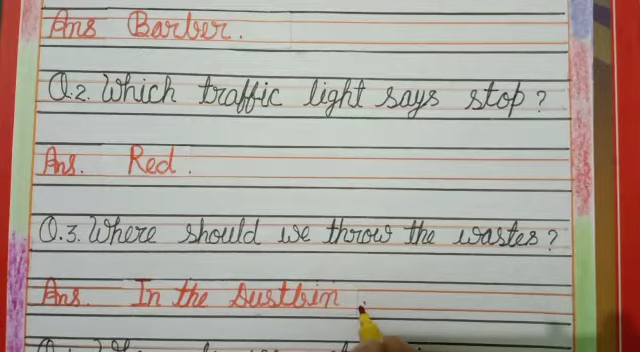 Ans Barber.
Q.2. Which traffic light says stop?
Ans. Red.
Q.3. Where should we throw the wastes?
Ans. In the Dustbin.